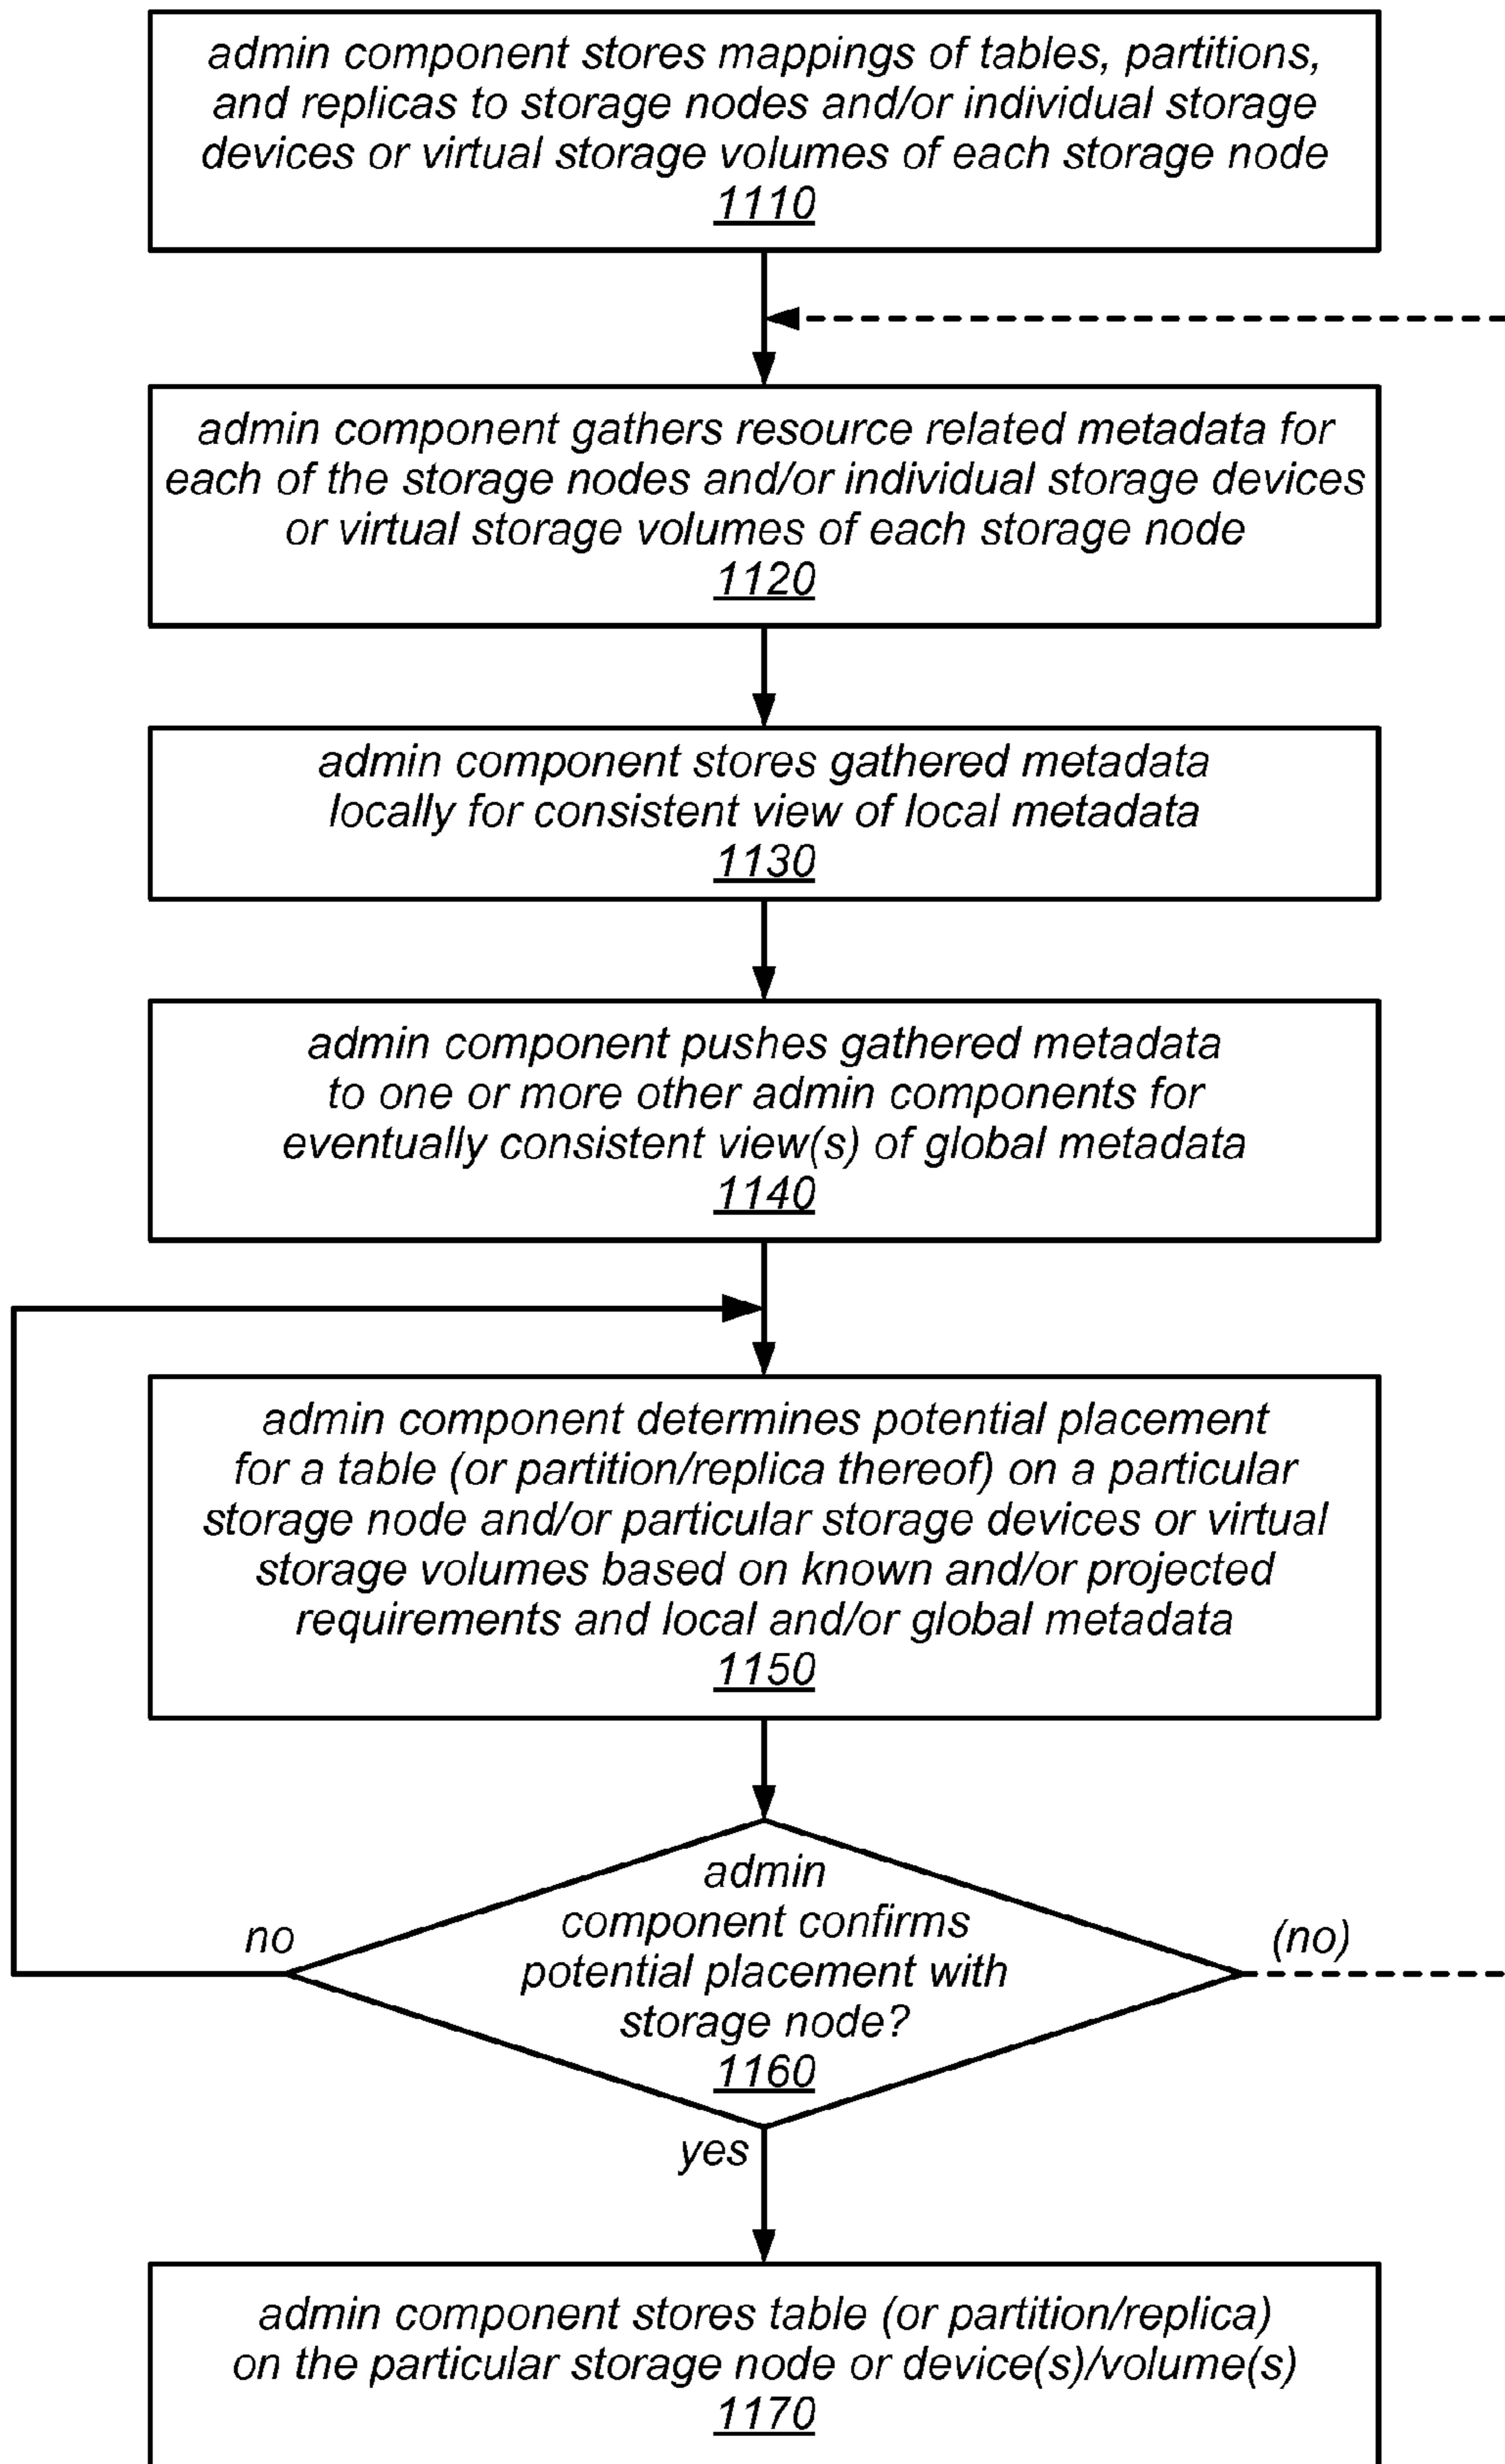 admin component stores mappings of tables, partitions,
and replicas to storage nodes and/or individual storage
devices or virtual storage volumes of each storage node
1110
admin component gathers resource related metadata for
each of the storage nodes and/or individual storage devices
or virtual storage volumes of each storage node
1120
admin component stores gathered metadata
locally for consistent view of local metadata
1130
admin component pushes gathered metadata
to one or more other admin components for
eventually consistent view(s) of global metadata
1140
admin component determines potential placement
for a table (or partition/replica thereof) on a particular
storage node and/or particular storage devices or virtual
storage volumes based on known and/or projected
requirements and local and/or global metadata
1150
admin
component confirms
potential placement with
storage node?
1160
no
(no)
yes
admin component stores table (or partition/replica)
on the particular storage node or device(s)/volume(s)
1170